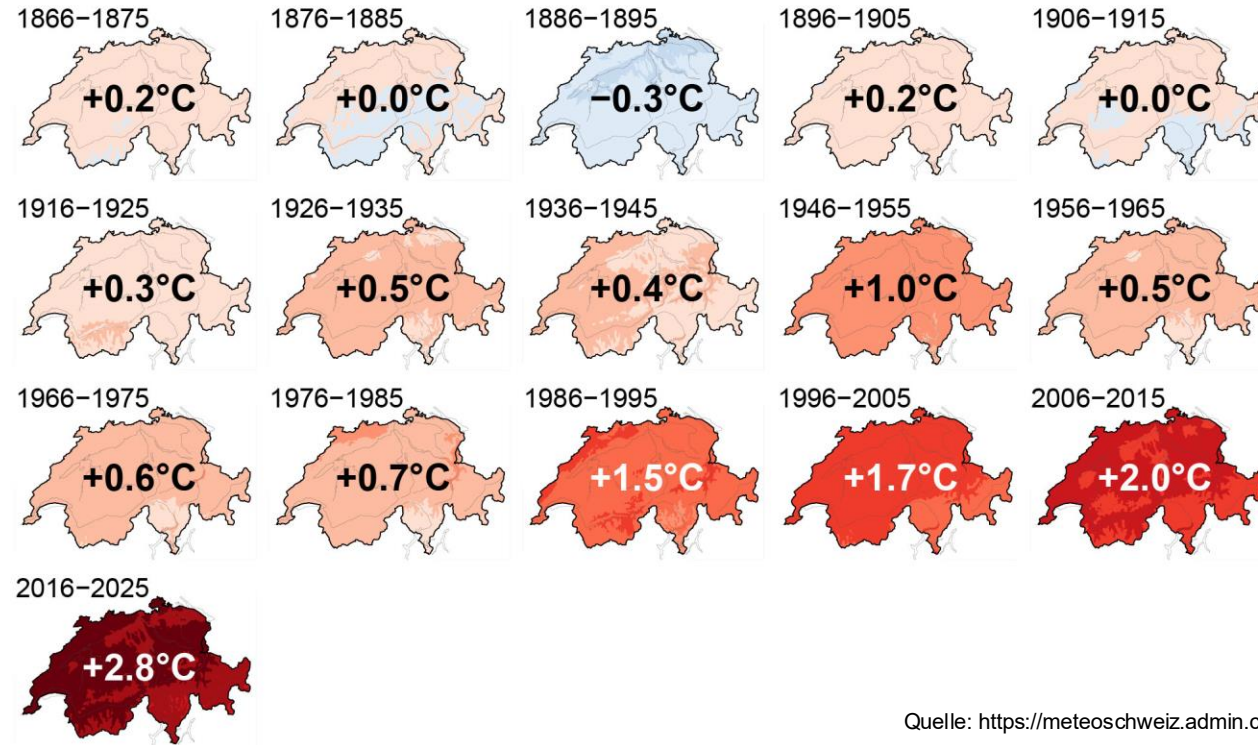 1866−1875
+0.2°C
1876−1885
+0.0°C
1886−1895
−0.3°C
1896−1905
+0.2°C
1906−1915
+0.0°C
1916−1925
+0.3°C
1926−1935
+0.5°C
1936−1945
+0.4°C
1946−1955
+1.0°C
1956−1965
+0.5°C
1966−1975
+0.6°C
1976−1985
+0.7°C
1986−1995
+1.5°C
1996−2005
+1.7°C
2006−2015
+2.0°C
2016−2025
+2.8°C
Quelle: https://meteoschweiz.admin.c